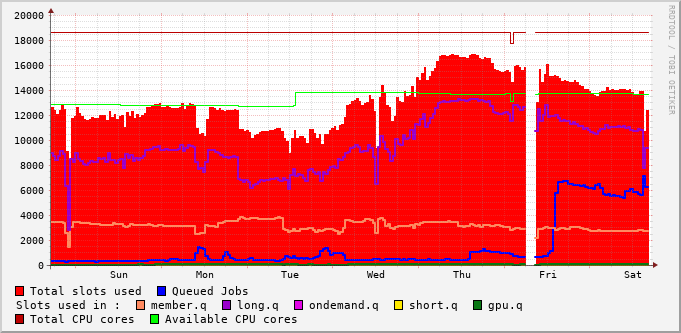 20000
18000
16000
14000
12000
10000
8000
6000
4000
2000
0
Sun Mon Tue Wed Thu Fri Sat
RRDTOOL / TOBI OETIKER
Total slots used Queued Jobs
Slots used in : member.q long.q ondemand.q short.q gpu.q
Total CPU cores Available CPU cores